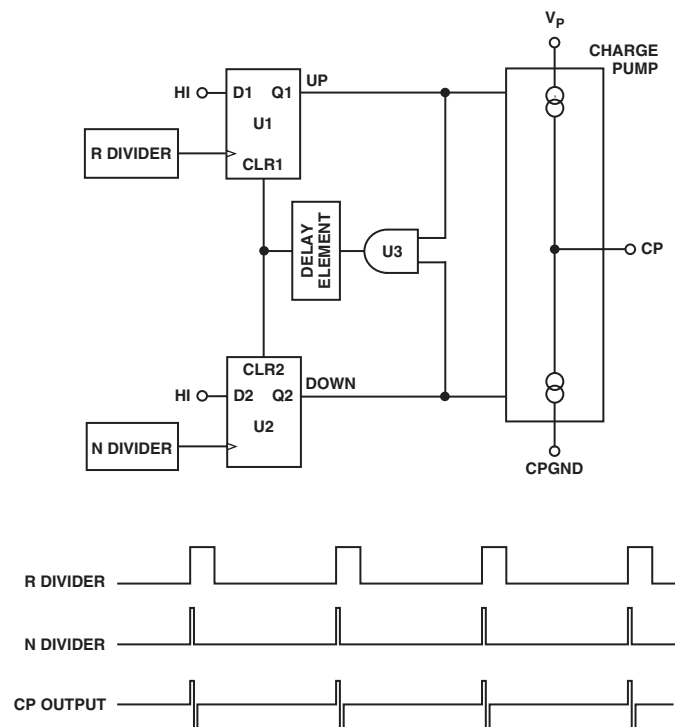 VP
CHARGE
PUMP
HI
D1
Q1
UP
U1
R DIVIDER
CLR1
DELAY
ELEMENT
U3
CP
CLR2
HI
D2
Q2
DOWN
U2
N DIVIDER
CPGND
R DIVIDER
N DIVIDER
CP OUTPUT